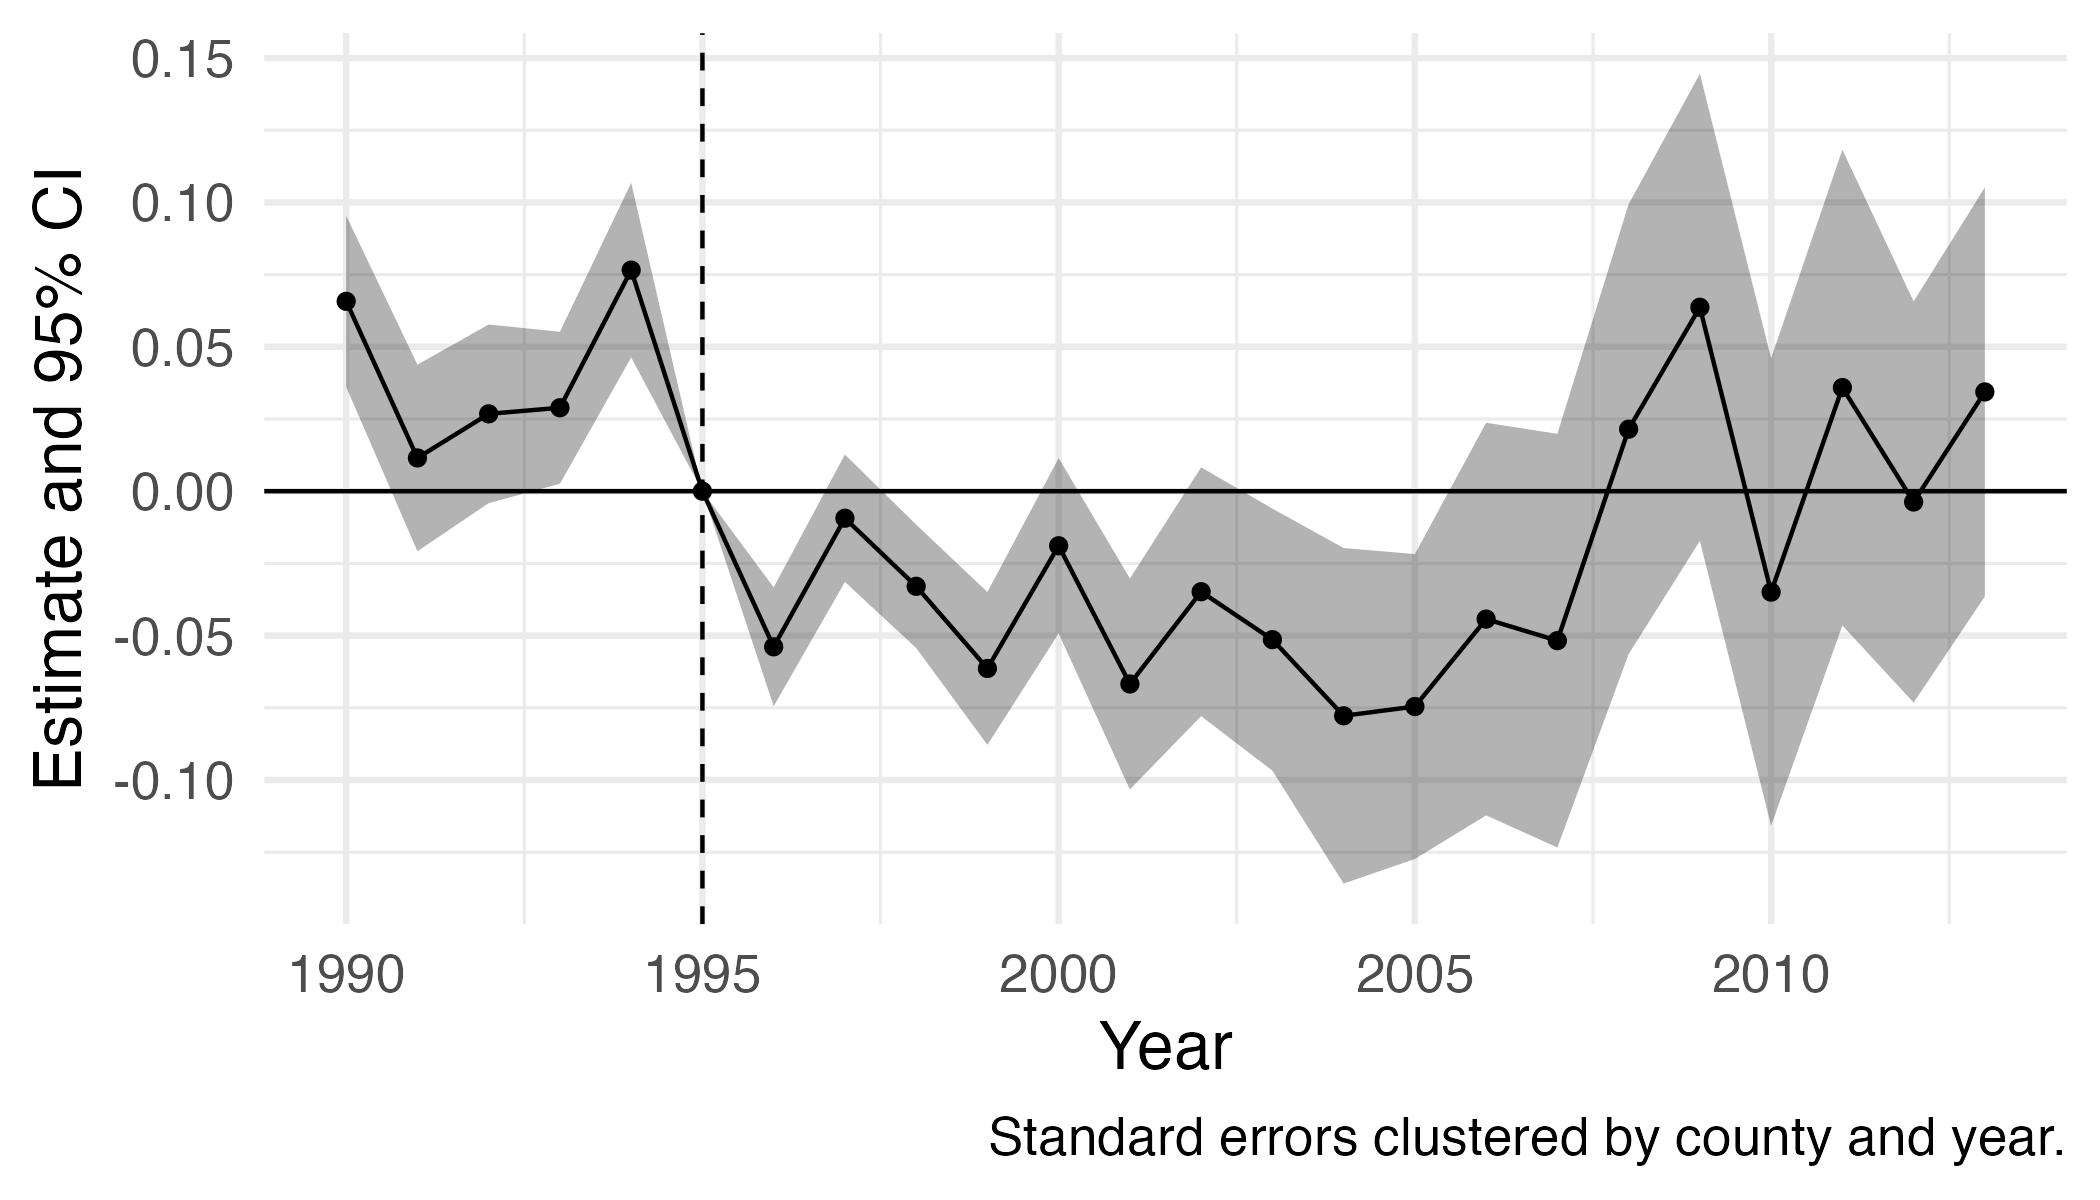 Estimate and 95% CI
0.15
0.10
0.05
0.00
-0.05
-0.10
1990 1995 2000 2005 2010
Year
Standard errors clustered by county and year.